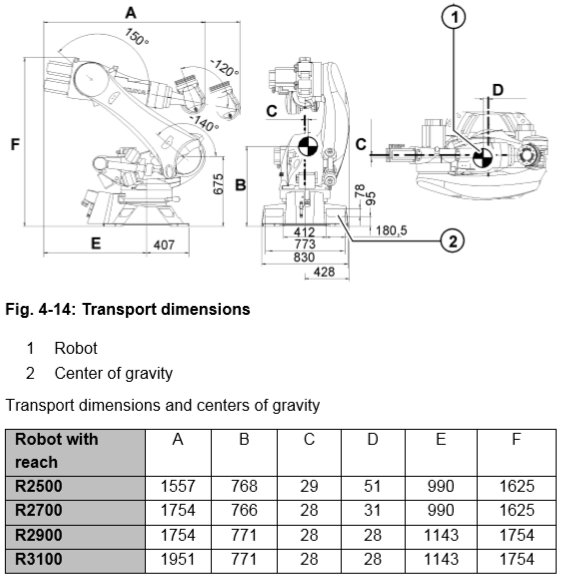 A
1
150°
-120°
D
C
-140°
C
F
B
675
78
95
412
180,5
E
407
773
2
830
428
Fig. 4-14: Transport dimensions
1 Robot
2 Center of gravity
Transport dimensions and centers of gravity
Robot with reach A B C D E F
R2500 1557 768 29 51 990 1625
R2700 1754 766 28 31 990 1625
R2900 1754 771 28 28 1143 1754
R3100 1951 771 28 28 1143 1754